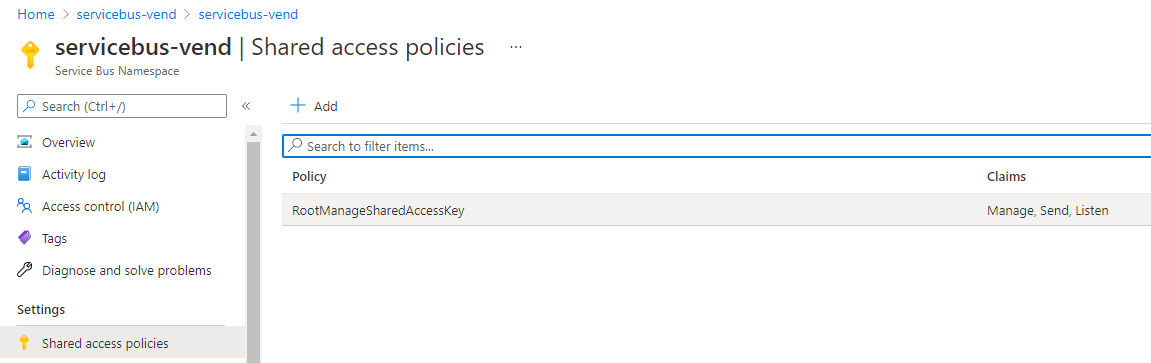 Home > servicebus-vend > servicebus-vend
servicebus-vend | Shared access policies ...
Service Bus Namespace
Search (Ctrl+/) «
+ Add
Overview
Activity log
Access control (IAM)
Tags
Diagnose and solve problems
Settings
Shared access policies
Search to filter items...
Policy Claims
RootManageSharedAccessKey Manage, Send, Listen